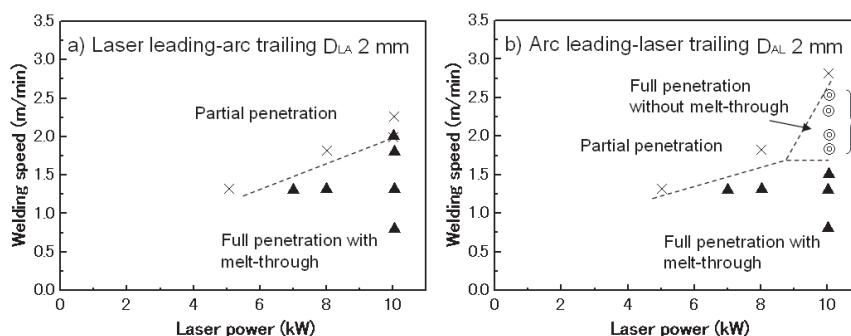 a) Laser leading-arc trailing DLA 2 mm
Partial penetration
Full penetration with
melt-through
Welding speed (m/min)
3.5
3.0
2.5
2.0
1.5
1.0
0.5
0.0
0
2
4
6
8
10
Laser power (kW)
b) Arc leading-laser trailing DAL 2 mm
Full penetration
without melt-through
Partial penetration
Full penetration with
melt-through
Welding speed (m/min)
3.5
3.0
2.5
2.0
1.5
1.0
0.5
0.0
0
2
4
6
8
10
Laser power (kW)